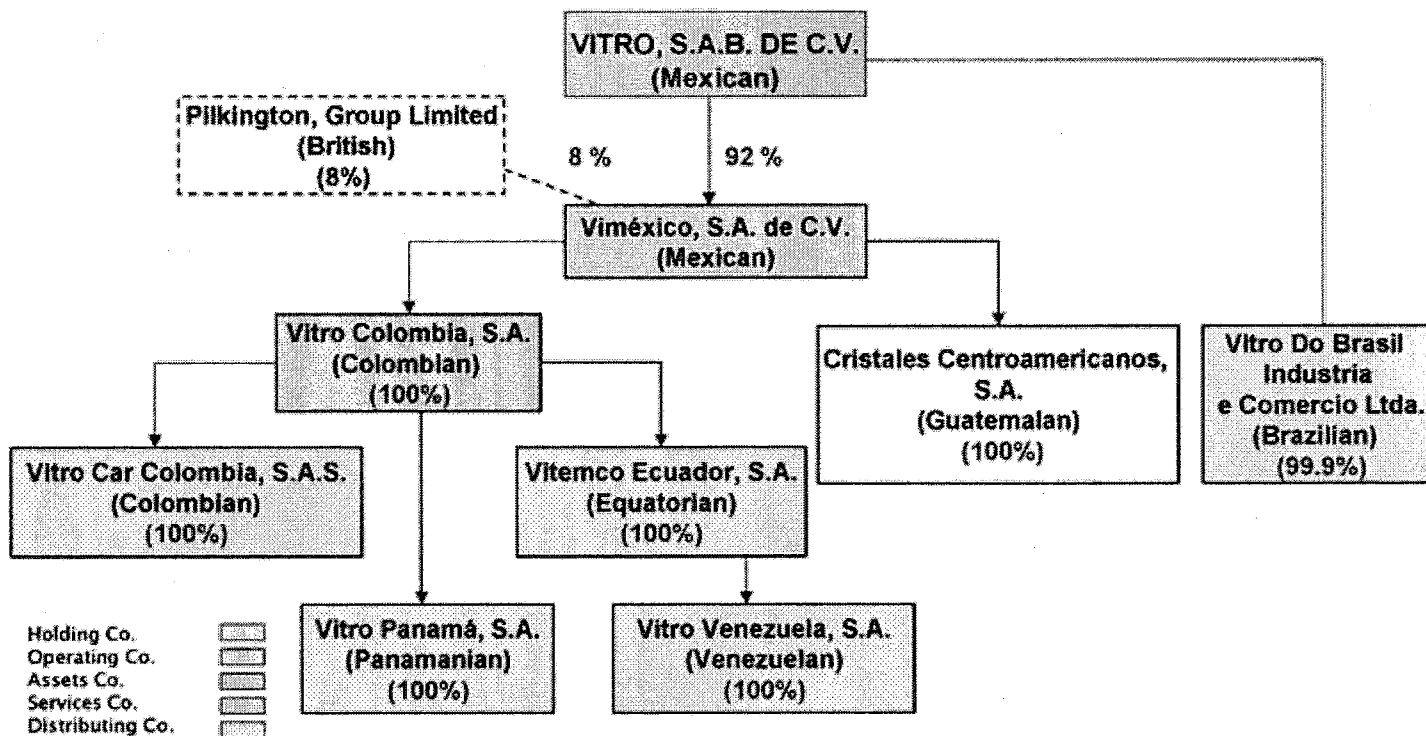 VITRO, S.A.B. DE C.V.
(Mexican)
Pilkington, Group Limited
(British)
(8%)
8 %
92 %
Viméxico, S.A. de C.V.
(Mexican)
Vitro Colombia, S.A.
(Colombian)
(100%)
Cristales Centroamericanos,
S.A.
(Guatemalan)
(100%)
Vitro Do Brasil
Industria
e Comercio Ltda.
(Brazilian)
(99.9%)
Vitro Car Colombia, S.A.S.
(Colombian)
(100%)
Vitemco Ecuador, S.A.
(Equatorian)
(100%)
Vitro Panamá, S.A.
(Panamanian)
(100%)
Vitro Venezuela, S.A.
(Venezuelan)
(100%)
Holding Co.
Operating Co.
Assets Co.
Services Co.
Distributing Co.